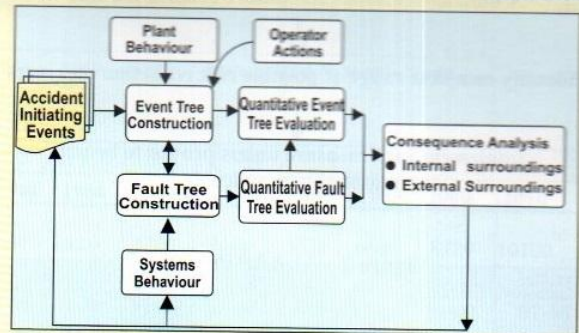 Plant
Behaviour
Operator
Actions
Accident
Initiating
Events
Event Tree
Construction
Quantitative Event
Tree Evaluation
Consequence Analysis
● Internal surroundings
● External Surroundings
Fault Tree
Construction
Quantitative Fault
Tree Evaluation
Systems
Behaviour